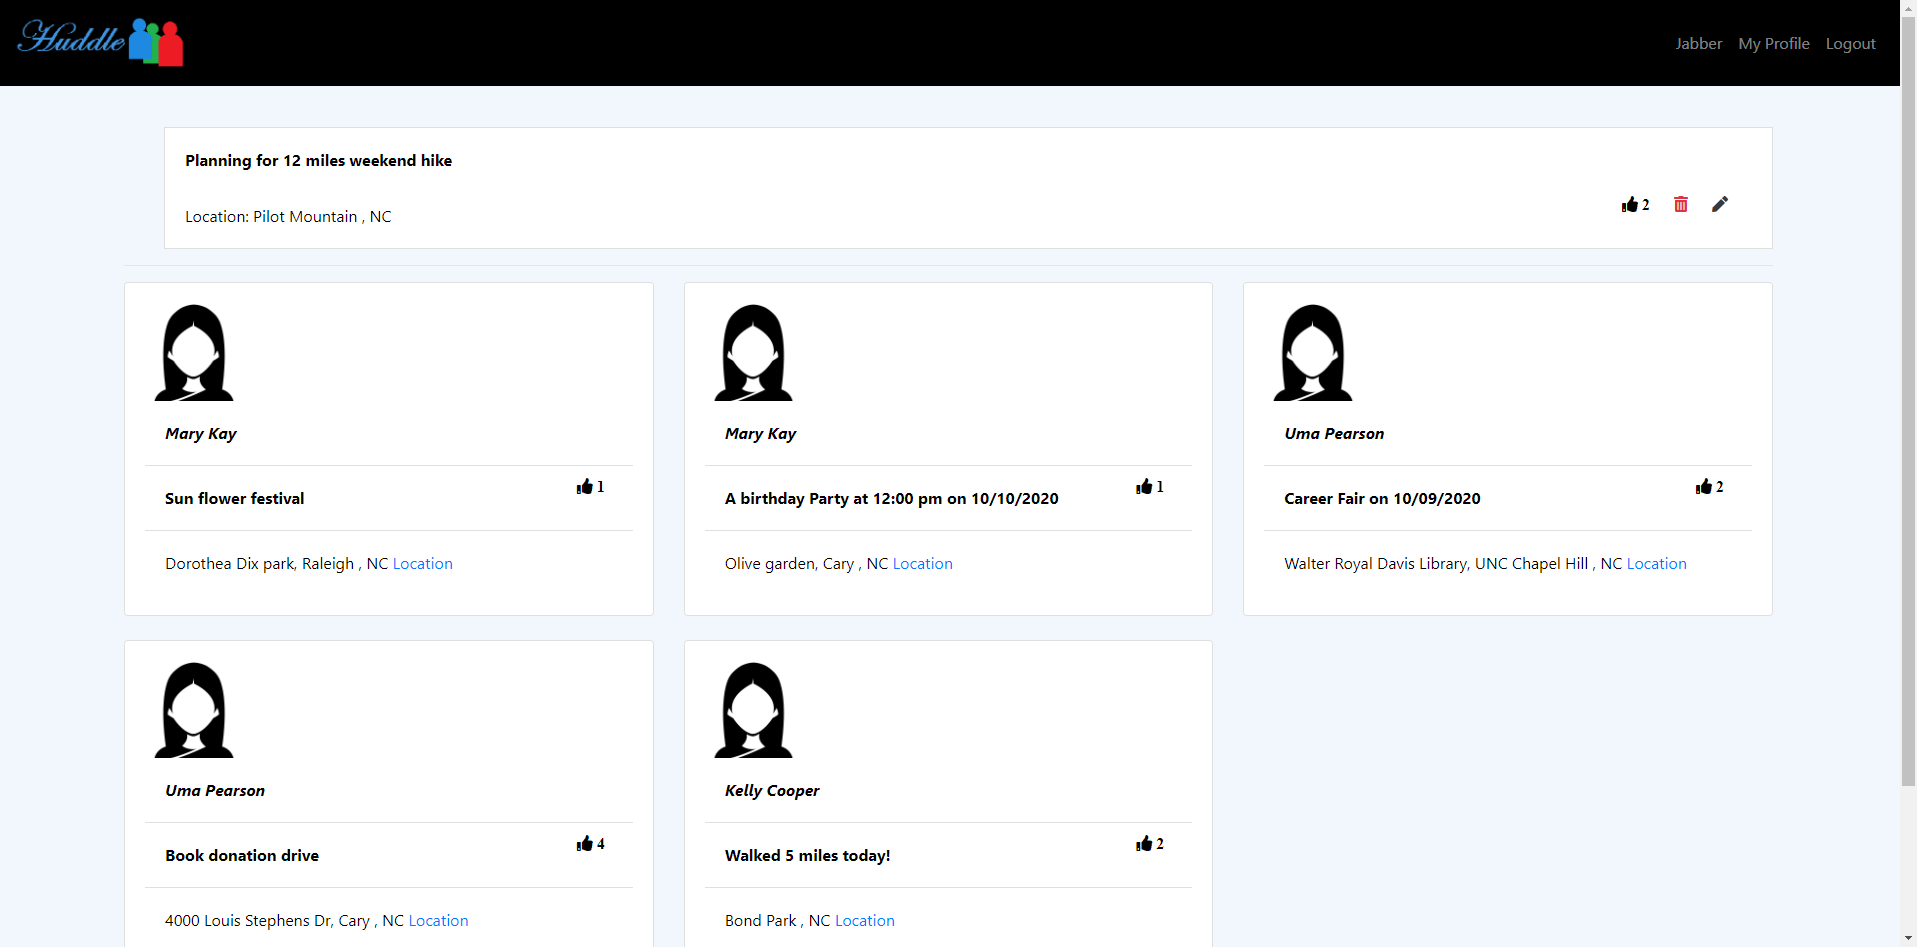 Huddle
Jabber My Profile Logout
Planning for 12 miles weekend hike
2
Location: Pilot Mountain , NC
Mary Kay
1
Sun flower festival
Dorothea Dix park, Raleigh , NC Location
Mary Kay
1
A birthday Party at 12:00 pm on 10/10/2020
Olive garden, Cary , NC Location
Uma Pearson
2
Career Fair on 10/09/2020
Walter Royal Davis Library, UNC Chapel Hill , NC Location
Uma Pearson
4
Book donation drive
4000 Louis Stephens Dr, Cary , NC Location
Kelly Cooper
2
Walked 5 miles today!
Bond Park , NC Location